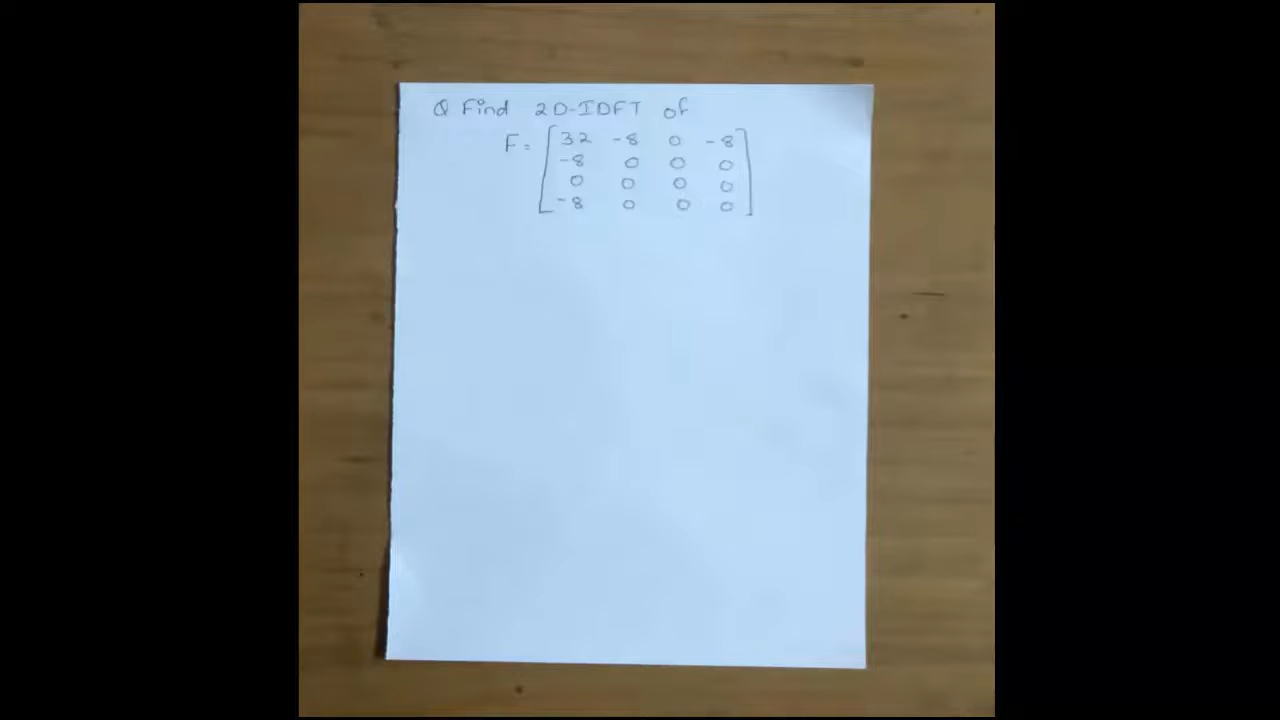 Q Find 2D-IDFT of
F = [32 -8 0 -8
-8 0 0 0
0 0 0 0
-8 0 0 0]